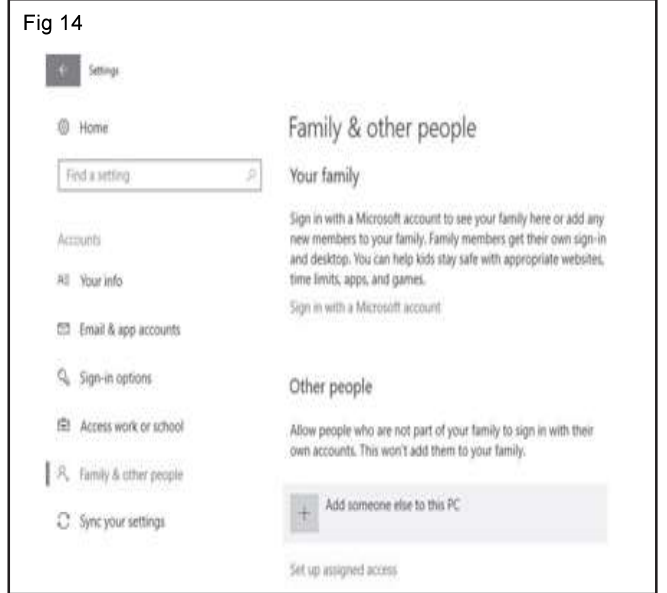 Fig 14
Settings
Home
Find a setting
Accounts
Your info
Email & app accounts
Sign-in options
Access work or school
Family & other people
Sync your settings
Family & other people
Your family
Sign in with a Microsoft account to see your family here or add any
new members to your family. Family members get their own sign-in
and desktop. You can help kids stay safe with appropriate websites,
time limits, apps, and games.
Sign in with a Microsoft account
Other people
Allow people who are not part of your family to sign in with their
own accounts. This won't add them to your family.
Add someone else to this PC
Set up assigned access